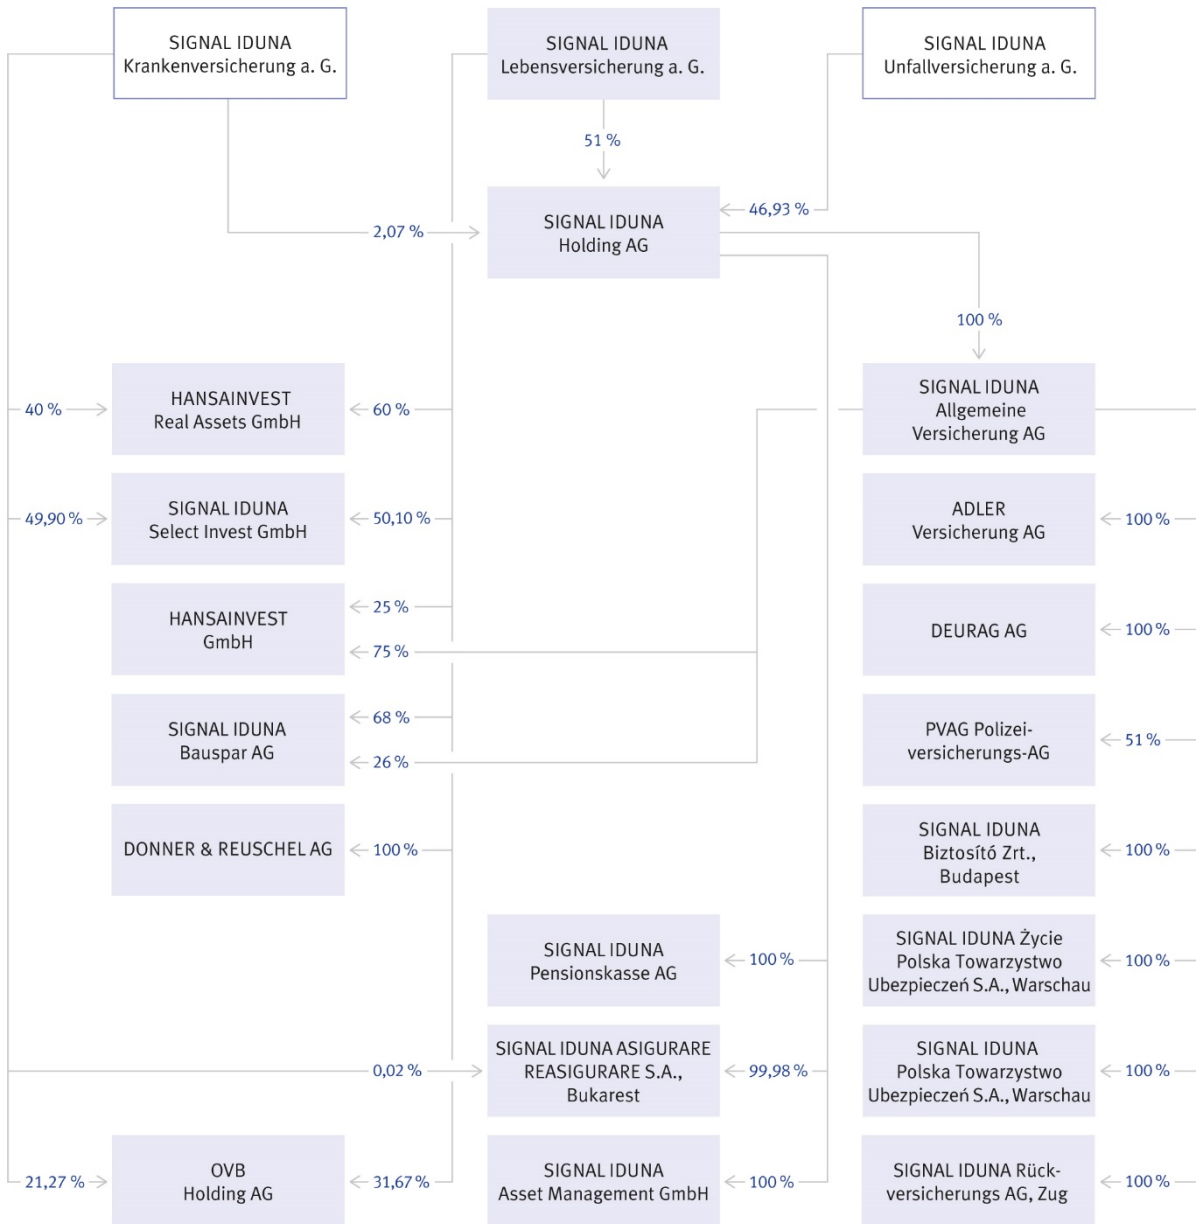 SIGNAL IDUNA
Krankenversicherung a. G.
SIGNAL IDUNA
Lebensversicherung a. G.
SIGNAL IDUNA
Unfallversicherung a. G.
51 %
46,93 %
2,07 %
SIGNAL IDUNA
Holding AG
100 %
40 %
HANSAINVEST
Real Assets GmbH
60 %
SIGNAL IDUNA
Allgemeine
Versicherung AG
49,90 %
SIGNAL IDUNA
Select Invest GmbH
50,10 %
ADLER
Versicherung AG
100 %
HANSAINVEST
GmbH
25 %
75 %
DEURAG AG
100 %
SIGNAL IDUNA
Bauspar AG
68 %
26 %
PVAG Polizei-
versicherungs-AG
51 %
DONNER & REUSCHEL AG
100 %
SIGNAL IDUNA
Biztosító Zrt.,
Budapest
100 %
SIGNAL IDUNA
Pensionskasse AG
100 %
SIGNAL IDUNA Życie
Polska Towarzystwo
Ubezpieczeń S.A., Warschau
100 %
0,02 %
SIGNAL IDUNA ASIGURARE
REASIGURARE S.A.,
Bukarest
99,98 %
SIGNAL IDUNA
Polska Towarzystwo
Ubezpieczeń S.A., Warschau
100 %
21,27 %
OVB
Holding AG
31,67 %
SIGNAL IDUNA
Asset Management GmbH
100 %
SIGNAL IDUNA Rück-
versicherungs AG, Zug
100 %